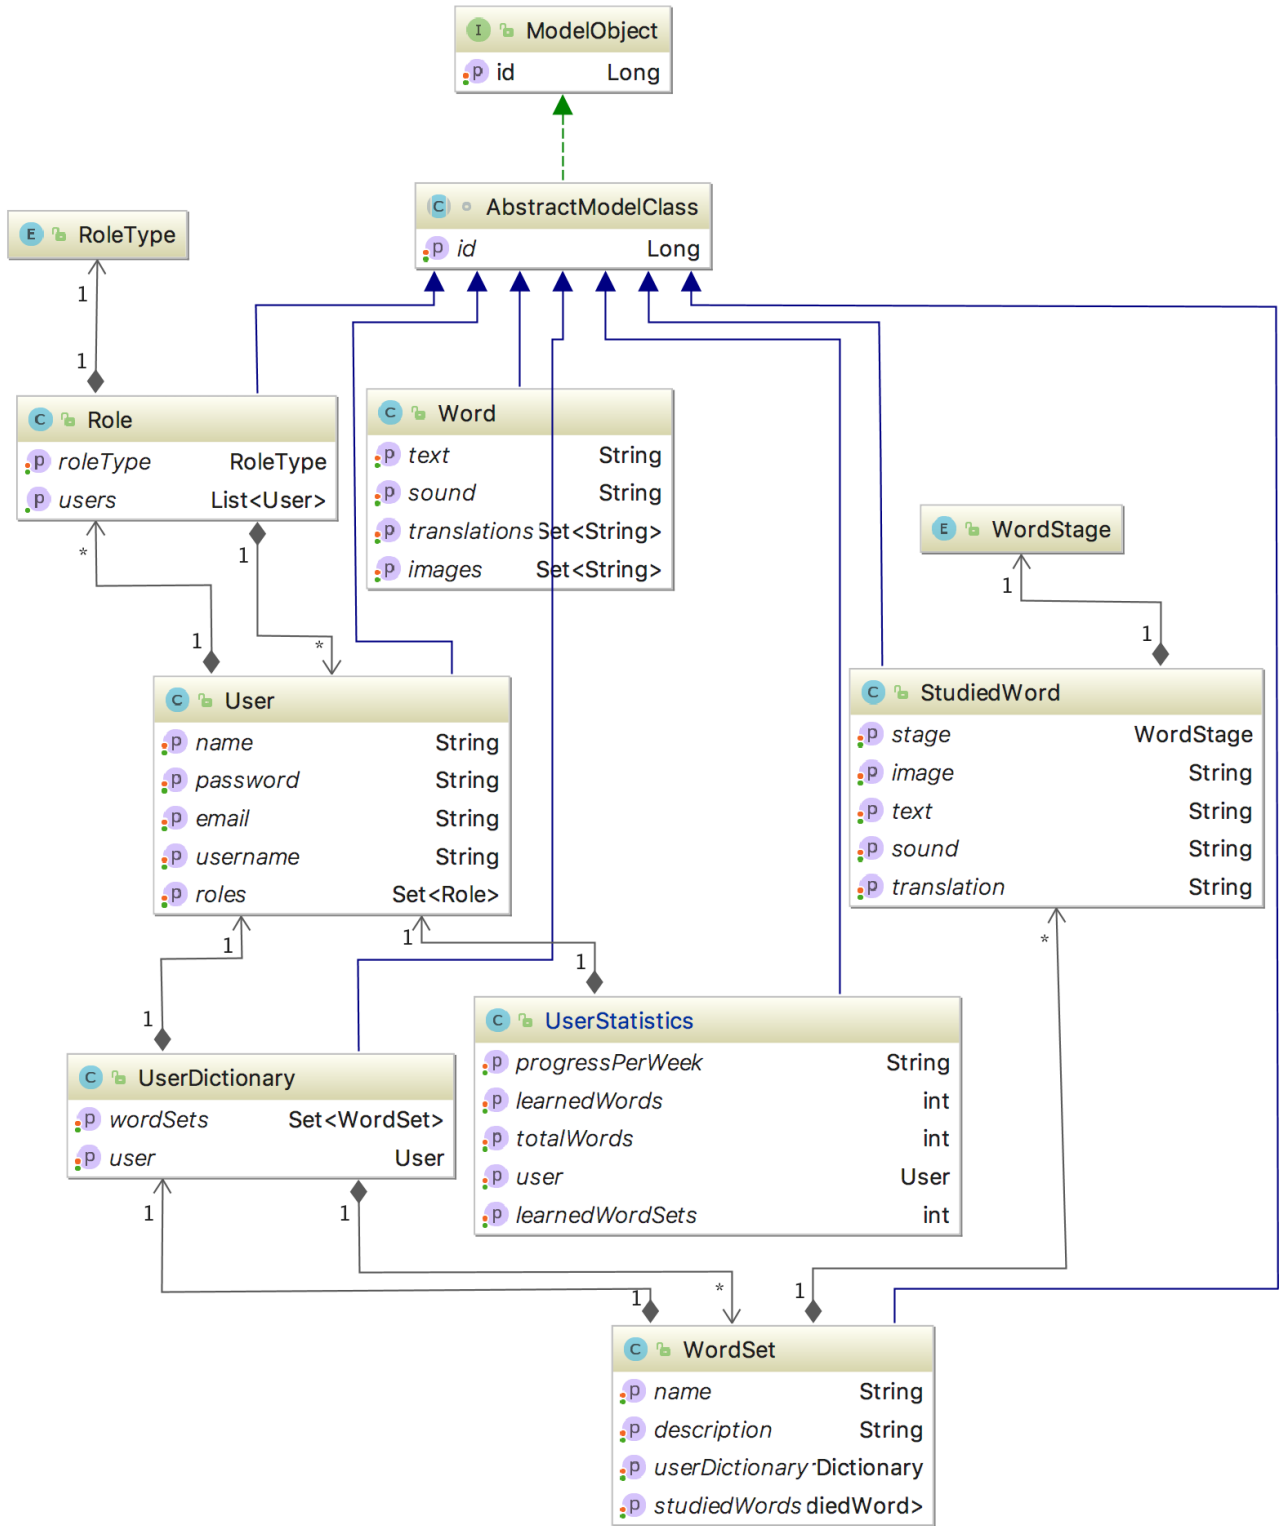 I ModelObject
p id Long
C AbstractModelClass
p id Long
E RoleType
1
1
C Role
p roleType RoleType
p users List<User>
* 1
C Word
p text String
p sound String
p translations Set<String>
p images Set<String>
E WordStage
1
1
1 *
C User
p name String
p password String
p email String
p username String
p roles Set<Role>
C StudiedWord
p stage WordStage
p image String
p text String
p sound String
p translation String
1 1 *
1
1
C UserStatistics
p progressPerWeek String
p learnedWords int
p totalWords int
p user User
p learnedWordSets int
C UserDictionary
p wordSets Set<WordSet>
p user User
1 1
1 * 1
C WordSet
p name String
p description String
p userDictionary Dictionary
p studiedWords diedWord>